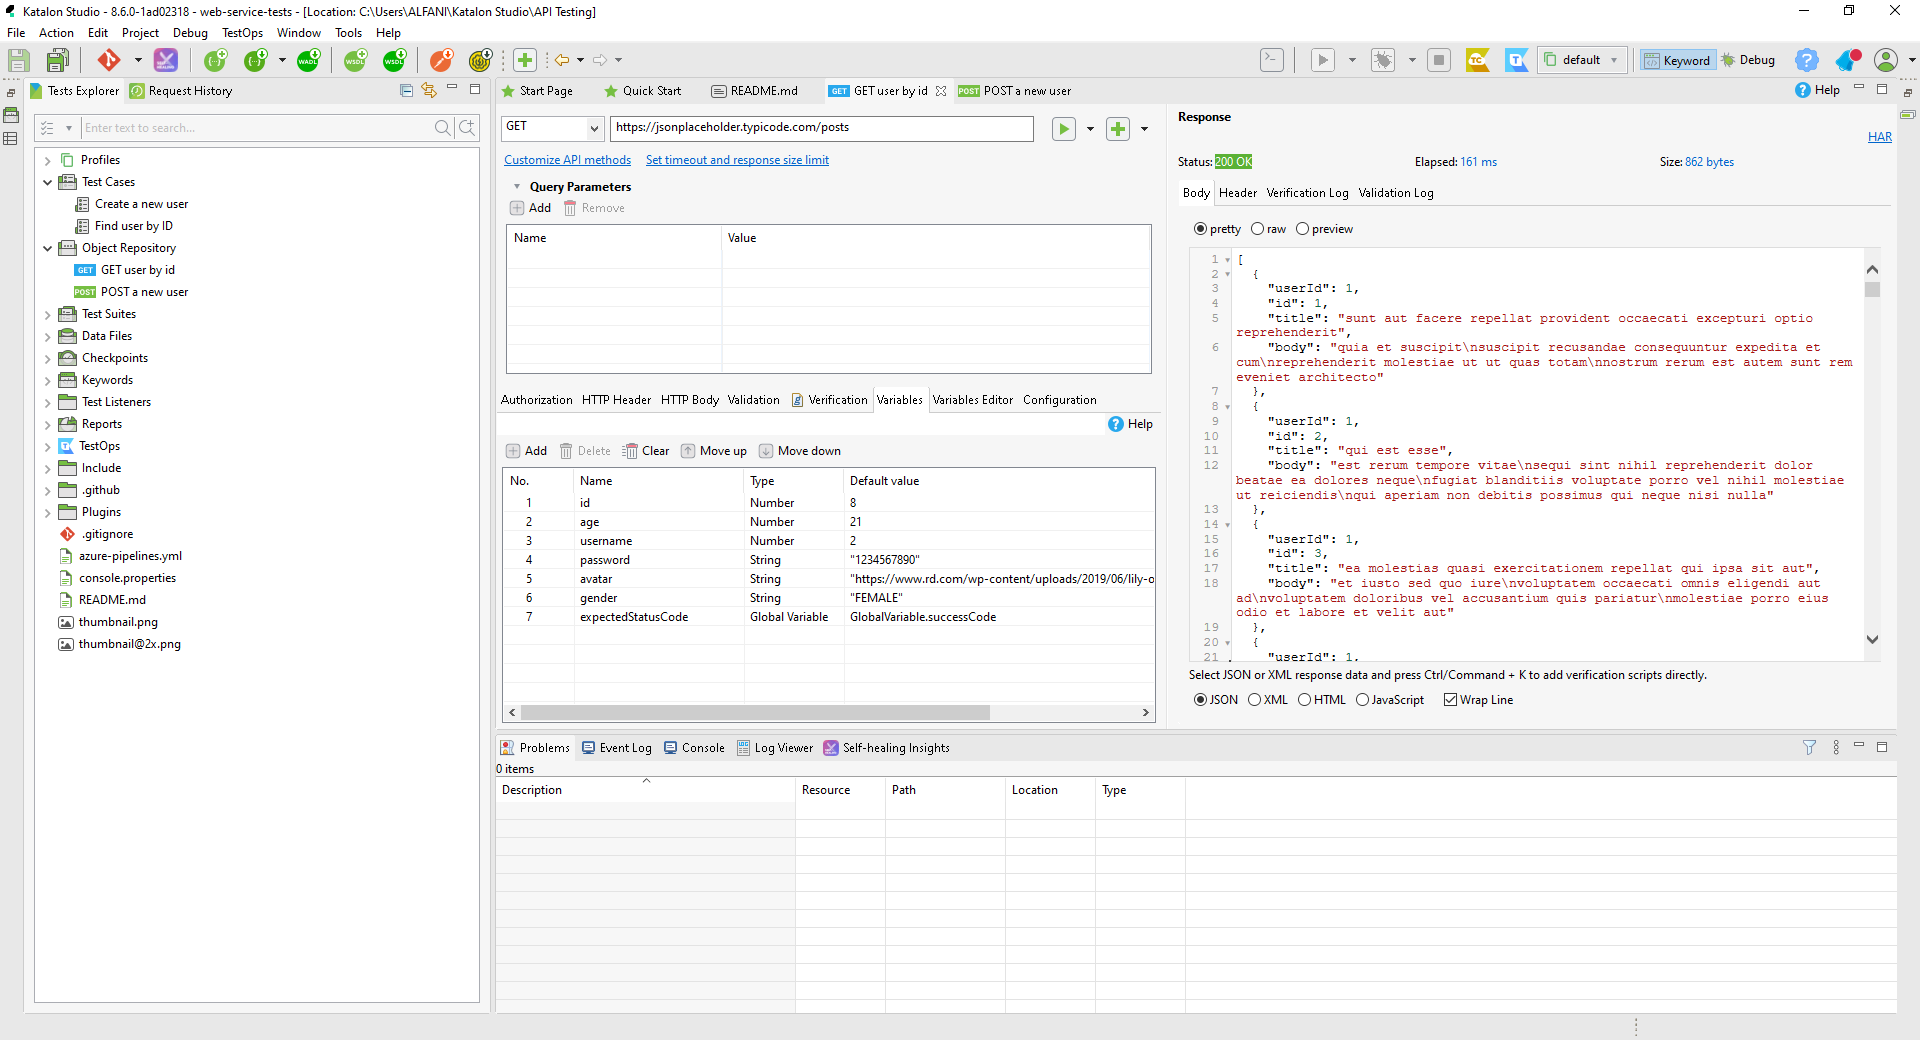 Katalon Studio - 8.6.0-1ad02318 - web-service-tests - [Location: C:\Users\ALFANI\Katalon Studio\API Testing]
File Action Edit Project Debug TestOps Window Tools Help
default
Keyword
Debug
Tests Explorer
Request History
Enter text to search...
Profiles
Test Cases
Create a new user
Find user by ID
Object Repository
GET GET user by id
POST POST a new user
Test Suites
Data Files
Checkpoints
Keywords
Test Listeners
Reports
TestOps
Include
.github
Plugins
.gitignore
azure-pipelines.yml
console.properties
README.md
thumbnail.png
thumbnail@2x.png
Start Page
Quick Start
README.md
GET GET user by id
POST POST a new user
Help
GET
https://jsonplaceholder.typicode.com/posts
Customize API methods Set timeout and response size limit
Query Parameters
Add Remove
Name Value
Authorization HTTP Header HTTP Body Validation Verification Variables Variables Editor Configuration
Help
Add Delete Clear Move up Move down
No. Name Type Default value
1 id Number 8
2 age Number 21
3 username Number 2
4 password String "1234567890"
5 avatar String "https://www.rd.com/wp-content/uploads/2019/06/lily-o
6 gender String "FEMALE"
7 expectedStatusCode Global Variable GlobalVariable.successCode
Response
HAR
Status: 200 OK Elapsed: 161 ms Size: 862 bytes
Body Header Verification Log Validation Log
pretty raw preview
1 [
2 {
3 "userId": 1,
4 "id": 1,
5 "title": "sunt aut facere repellat provident occaecati excepturi optio
reprehenderit",
6 "body": "quia et suscipit\nsuscipit recusandae consequuntur expedita et
cum\nreprehenderit molestiae ut ut quas totam\nnostrum rerum est autem sunt rem
eveniet architecto"
7 },
8 {
9 "userId": 1,
10 "id": 2,
11 "title": "qui est esse",
12 "body": "est rerum tempore vitae\nsequi sint nihil reprehenderit dolor
beatae ea dolores neque\nfugiat blanditiis voluptate porro vel nihil molestiae
ut reiciendis\nqui aperiam non debitis possimus qui neque nisi nulla"
13 },
14 {
15 "userId": 1,
16 "id": 3,
17 "title": "ea molestias quasi exercitationem repellat qui ipsa sit aut",
18 "body": "et iusto sed quo iure\nvoluptatem occaecati omnis eligendi aut
ad\nvoluptatem doloribus vel accusantium quis pariatur\nmolestiae porro eius
odio et labore et velit aut"
19 },
20 {
21 "userId": 1,
Select JSON or XML response data and press Ctrl/Command + K to add verification scripts directly.
JSON XML HTML JavaScript Wrap Line
Problems Event Log Console Log Viewer Self-healing Insights
0 items
Description Resource Path Location Type